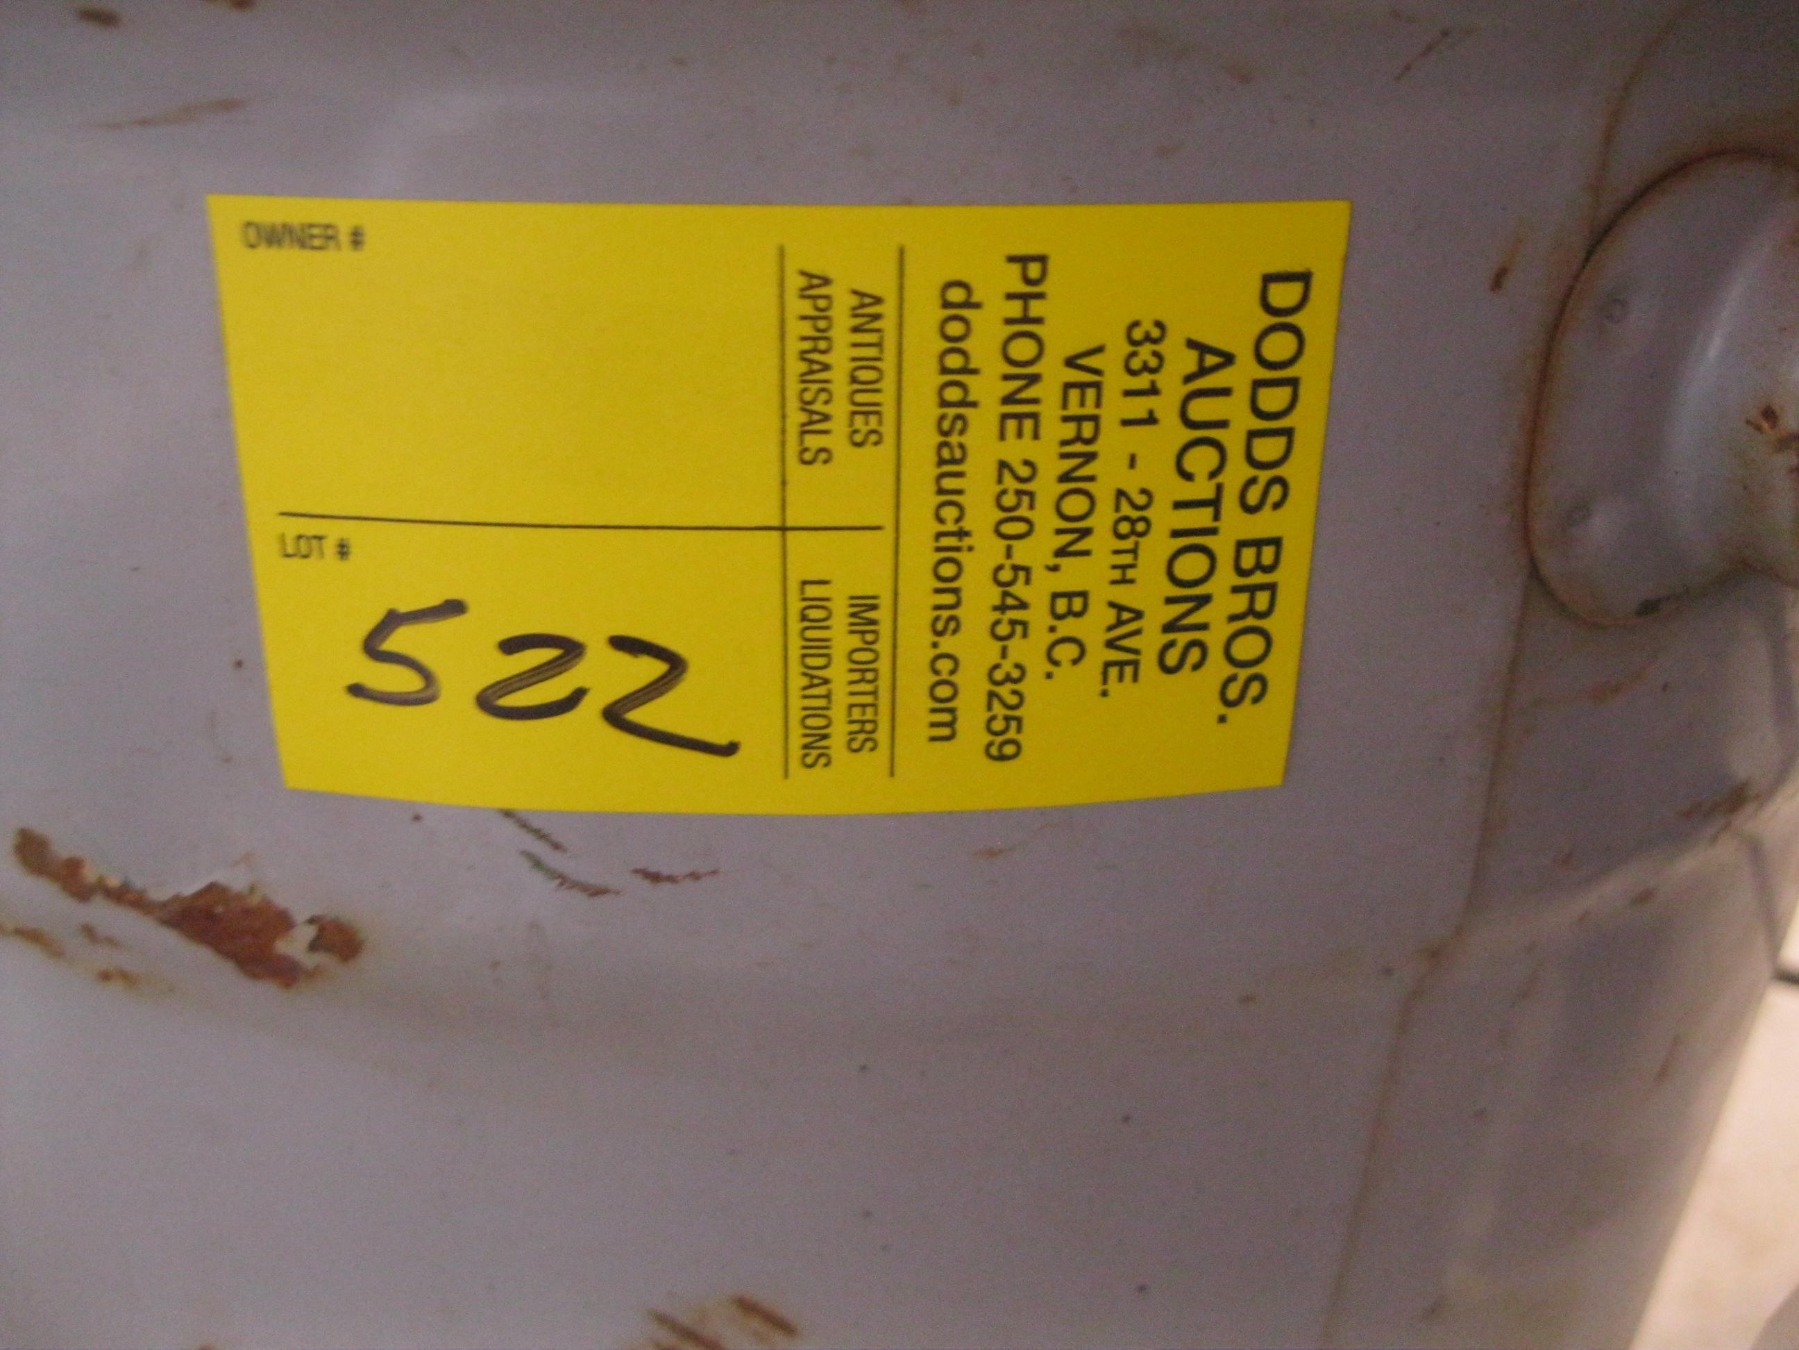 DODDS BROS.
AUCTIONS
3311 - 28TH AVE.
VERNON, B.C.
PHONE 250-545-3259
doddsauctions.com
ANTIQUES IMPORTERS
APPRAISALS LIQUIDATIONS
OWNER # LOT #
502